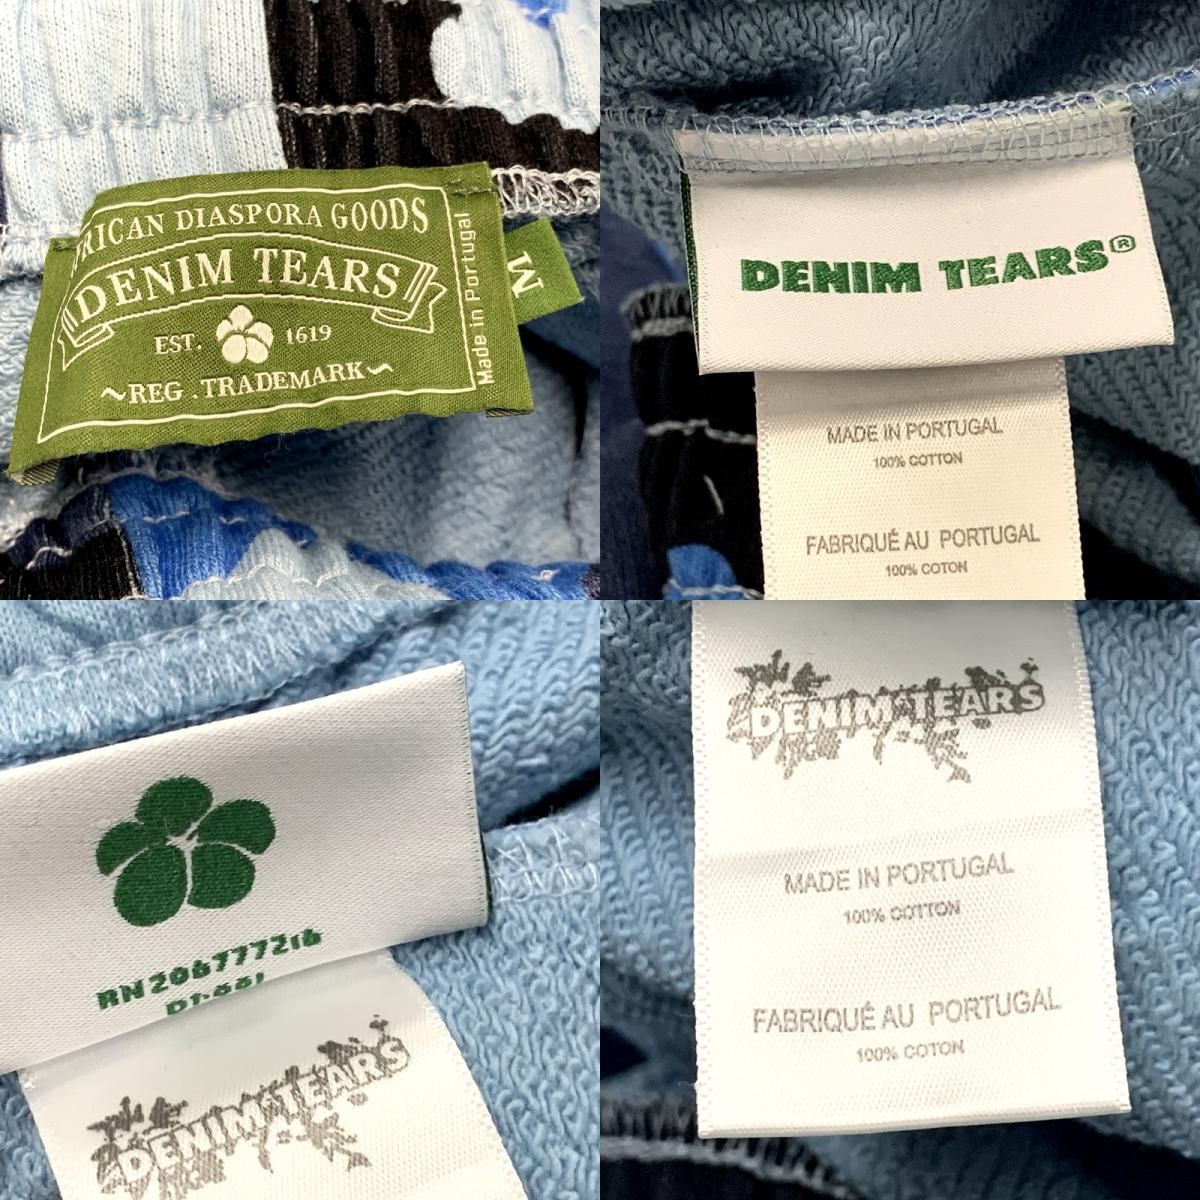 RICAN DIASPORA GOODS
DENIM TEARS
EST. 1619
~REG .TRADEMARK~
Made in Portugal
M
DENIM TEARS®
MADE IN PORTUGAL
100% COTTON
FABRIQUÉ AU PORTUGAL
100% COTON
RN206777216
DENIM TEARS
DENIM TEARS
MADE IN PORTUGAL
100% COTTON
FABRIQUÉ AU PORTUGAL
100% COTON